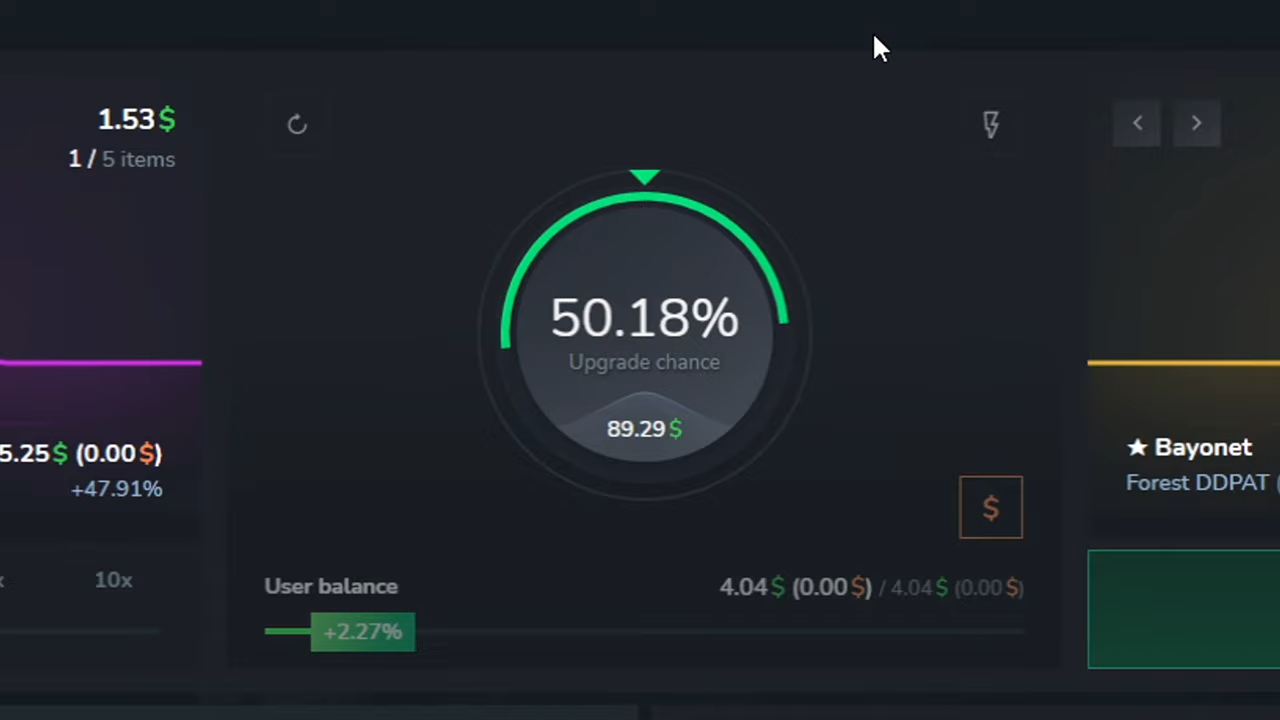 1.53$
1 / 5 items
50.18%
Upgrade chance
89.29$
5.25$ (0.00$)
+47.91%
★ Bayonet
Forest DDPAT (
$
x 10x
User balance
4.04$ (0.00$) / 4.04$ (0.00$)
+2.27%